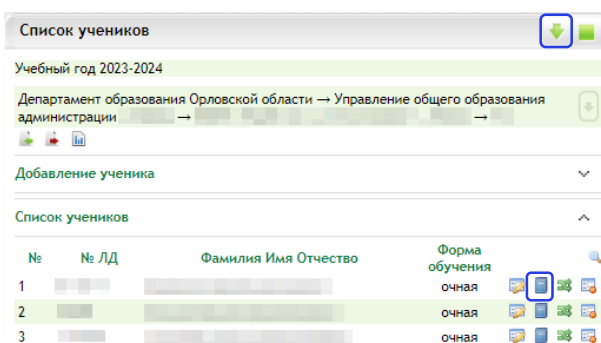 Список учеников
Учебный год 2023-2024
Департамент образования Орловской области → Управление общего образования
администрации → →
Добавление ученика
Список учеников
№ № ЛД Фамилия Имя Отчество Форма обучения
1 очная
2 очная
3 очная